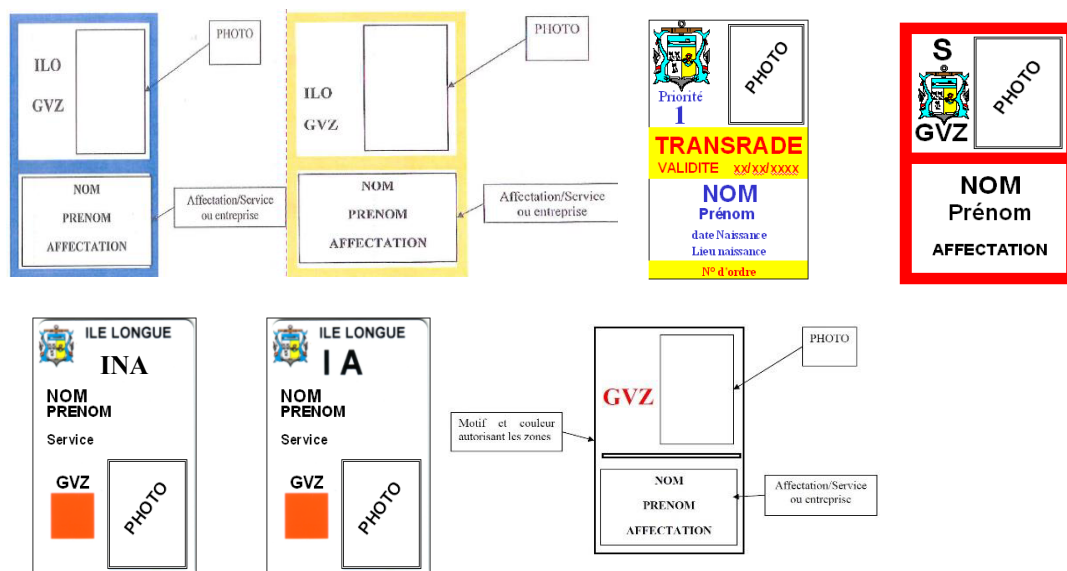 PHOTO
ILO
GVZ
NOM
PRENOM
AFFECTATION
Affectation/Service
ou entreprise
PHOTO
ILO
GVZ
NOM
PRENOM
AFFECTATION
Affectation/Service
ou entreprise
Priorité
1
PHOTO
TRANSRADE
VALIDITE xx/xx/xxxx
NOM
Prénom
date Naissance
Lieu naissance
N° d'ordre
S
GVZ
PHOTO
NOM
Prénom
AFFECTATION
ILE LONGUE
INA
NOM
PRENOM
Service
GVZ
PHOTO
ILE LONGUE
I A
NOM
PRENOM
Service
GVZ
PHOTO
PHOTO
GVZ
Motif et couleur
autorisant les zones
NOM
PRENOM
AFFECTATION
Affectation/Service
ou entreprise